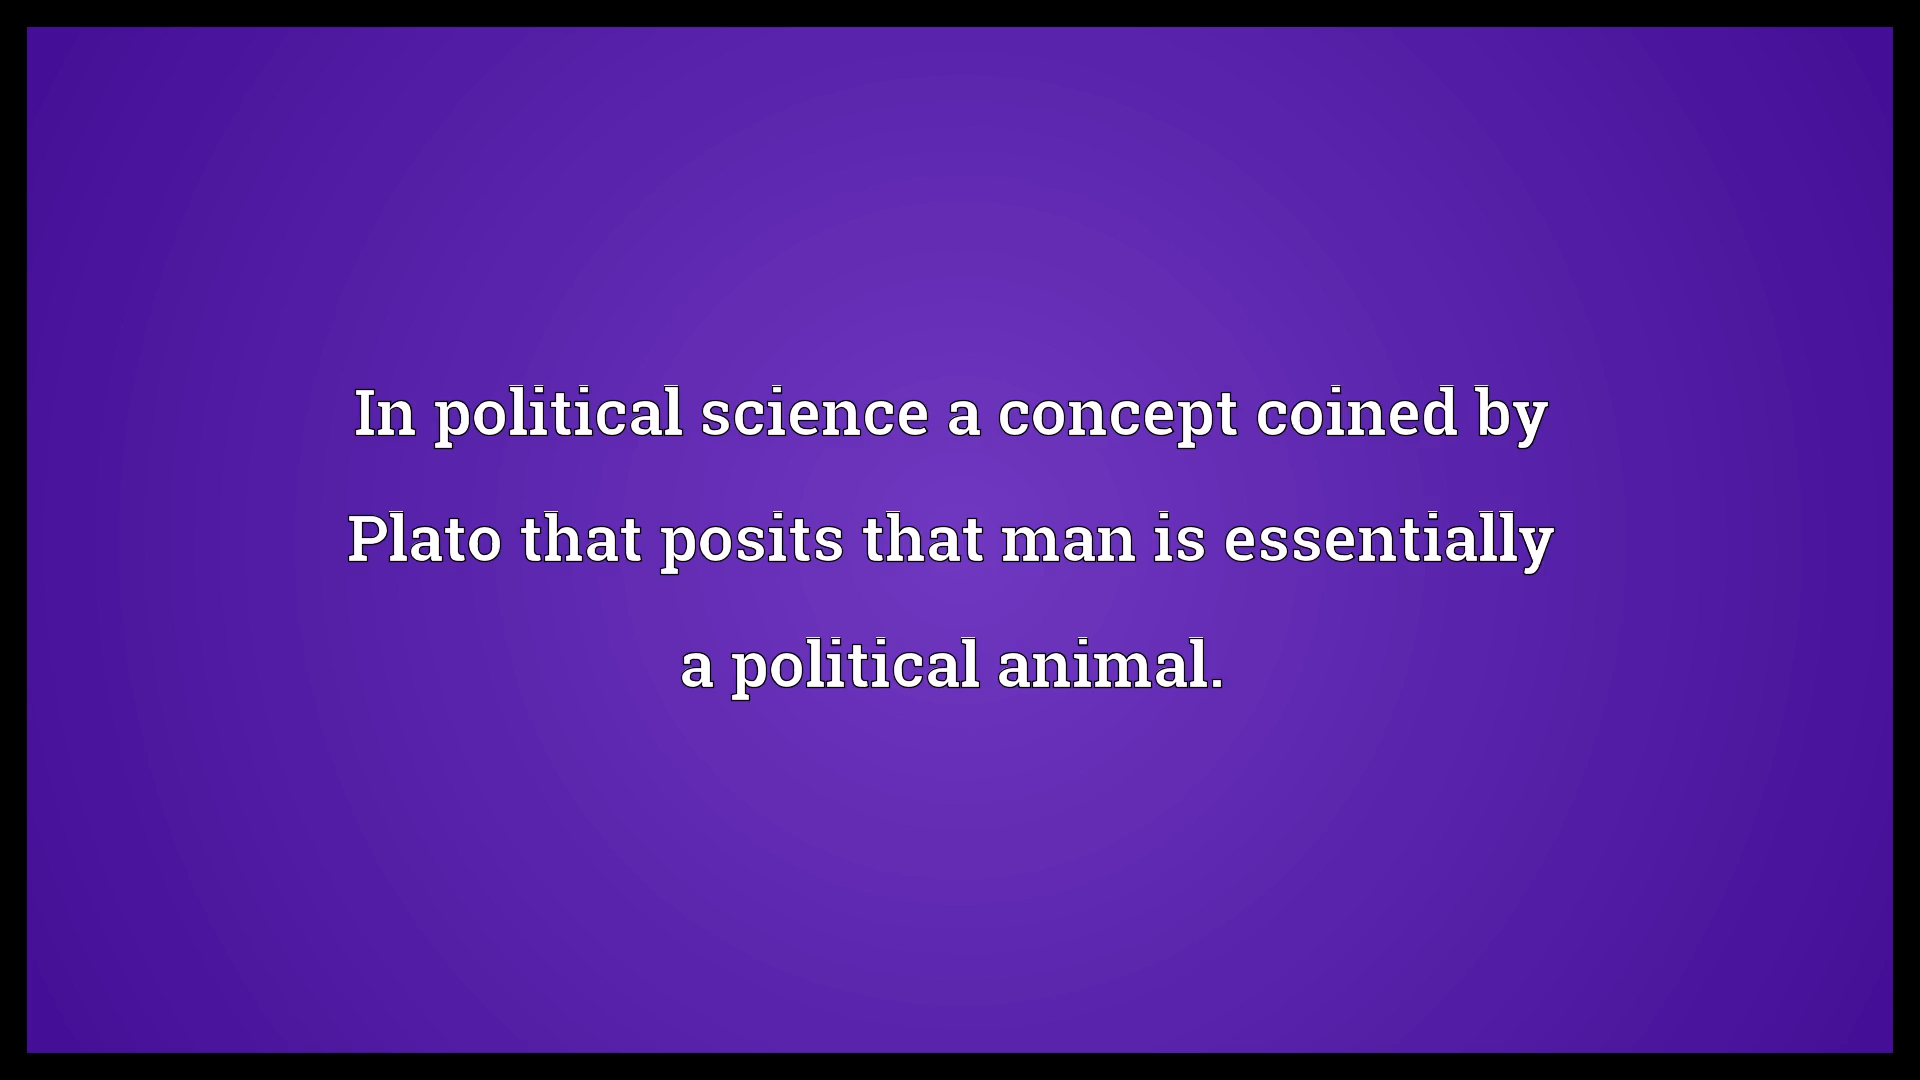 In political science a concept coined by
Plato that posits that man is essentially
a political animal.